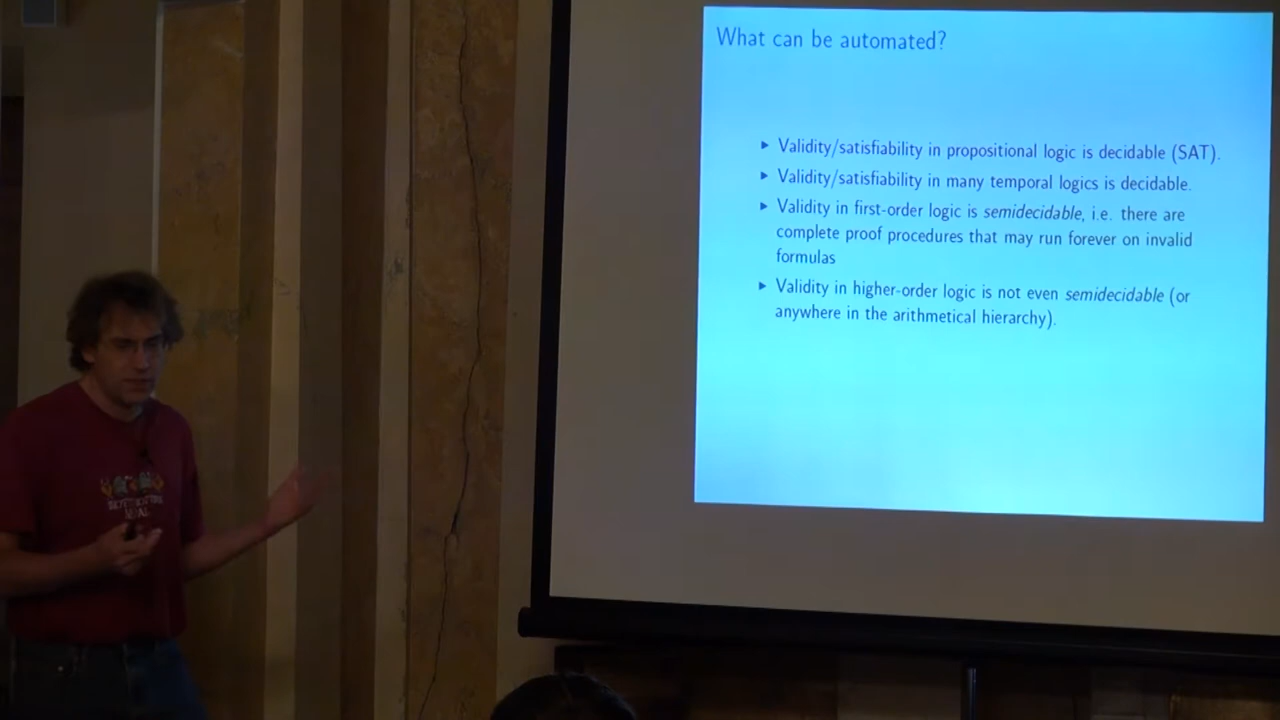 What can be automated?
▶ Validity/satisfiability in propositional logic is decidable (SAT).
▶ Validity/satisfiability in many temporal logics is decidable.
▶ Validity in first-order logic is semidecidable, i.e. there are
complete proof procedures that may run forever on invalid
formulas
▶ Validity in higher-order logic is not even semidecidable (or
anywhere in the arithmetical hierarchy).